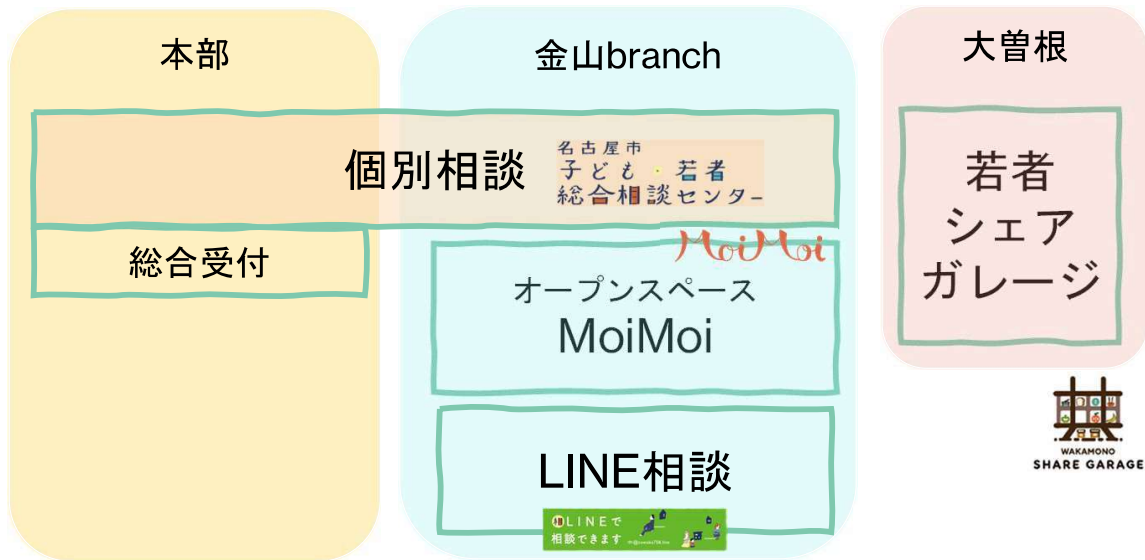 本部
金山branch
大曽根
個別相談
名古屋市
子ども・若者
総合相談センター
総合受付
MoiMoi
オープンスペース
MoiMoi
LINE相談
LINEで
相談できます
若者
シェア
ガレージ
WAKAMONO
SHARE GARAGE